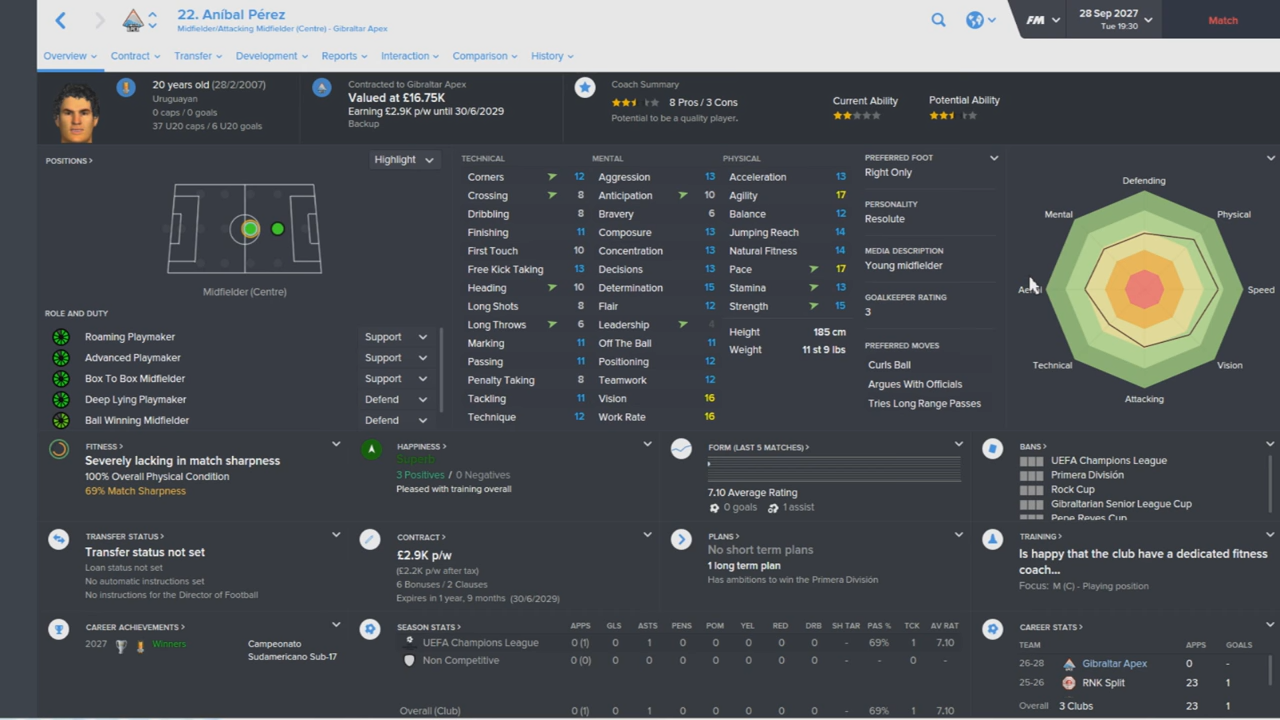 22. Aníbal Pérez
Midfielder/Attacking Midfielder (Centre) - Gibraltar Apex
FM
28 Sep 2027
Tue 19:30
Match
Overview Contract Transfer Development Reports Interaction Comparison History
20 years old (28/2/2007)
Uruguayan
0 caps / 0 goals
37 U20 caps / 6 U20 goals
Contracted to Gibraltar Apex
Valued at £16.75K
Earning £2.9K p/w until 30/6/2029
Backup
Coach Summary
8 Pros / 3 Cons
Potential to be a quality player.
Current Ability
Potential Ability
POSITIONS >
Highlight
Midfielder (Centre)
ROLE AND DUTY
Roaming Playmaker Support
Advanced Playmaker Support
Box To Box Midfielder Support
Deep Lying Playmaker Defend
Ball Winning Midfielder Defend
TECHNICAL
Corners 12
Crossing 8
Dribbling 8
Finishing 11
First Touch 10
Free Kick Taking 13
Heading 10
Long Shots 8
Long Throws 6
Marking 11
Passing 11
Penalty Taking 8
Tackling 11
Technique 12
MENTAL
Aggression 13
Anticipation 10
Bravery 6
Composure 13
Concentration 13
Decisions 13
Determination 15
Flair 12
Leadership 4
Off The Ball 11
Positioning 12
Teamwork 12
Vision 16
Work Rate 16
PHYSICAL
Acceleration 13
Agility 17
Balance 12
Jumping Reach 14
Natural Fitness 14
Pace 17
Stamina 13
Strength 15
Height 185 cm
Weight 11 st 9 lbs
PREFERRED FOOT
Right Only
PERSONALITY
Resolute
MEDIA DESCRIPTION
Young midfielder
GOALKEEPER RATING
3
PREFERRED MOVES
Curls Ball
Argues With Officials
Tries Long Range Passes
Defending
Mental
Physical
Speed
Technical
Vision
Attacking
FITNESS >
Severely lacking in match sharpness
100% Overall Physical Condition
69% Match Sharpness
HAPPINESS >
Superb
3 Positives / 0 Negatives
Pleased with training overall
FORM (LAST 5 MATCHES) >
7.10 Average Rating
0 goals 1 assist
BANS >
UEFA Champions League
Primera División
Rock Cup
Gibraltarian Senior League Cup
Pepe Reyes Cup
TRANSFER STATUS >
Transfer status not set
Loan status not set
No automatic instructions set
No instructions for the Director of Football
CONTRACT >
£2.9K p/w
(£2.2K p/w after tax)
6 Bonuses / 2 Clauses
Expires in 1 year, 9 months (30/6/2029)
PLANS >
No short term plans
1 long term plan
Has ambitions to win the Primera División
TRAINING >
Is happy that the club have a dedicated fitness
coach...
Focus: M (C) - Playing position
CAREER ACHIEVEMENTS >
2027 Winners Campeonato
Sudamericano Sub-17
SEASON STATS > APPS GLS ASTS PENS POM YEL RED DRB SH TAR PAS % TCK AV RAT
UEFA Champions League 0 (1) 0 1 0 0 0 0 0 - 69% 1 7.10
Non Competitive 0 (0) 0 0 0 0 0 0 0 - - 0 -
Overall (Club) 0 (1) 0 1 0 0 0 0 0 - 69% 1 7.10
CAREER STATS >
TEAM APPS GOALS
26-28 Gibraltar Apex 0 -
25-26 RNK Split 23 1
Overall 3 Clubs 23 1